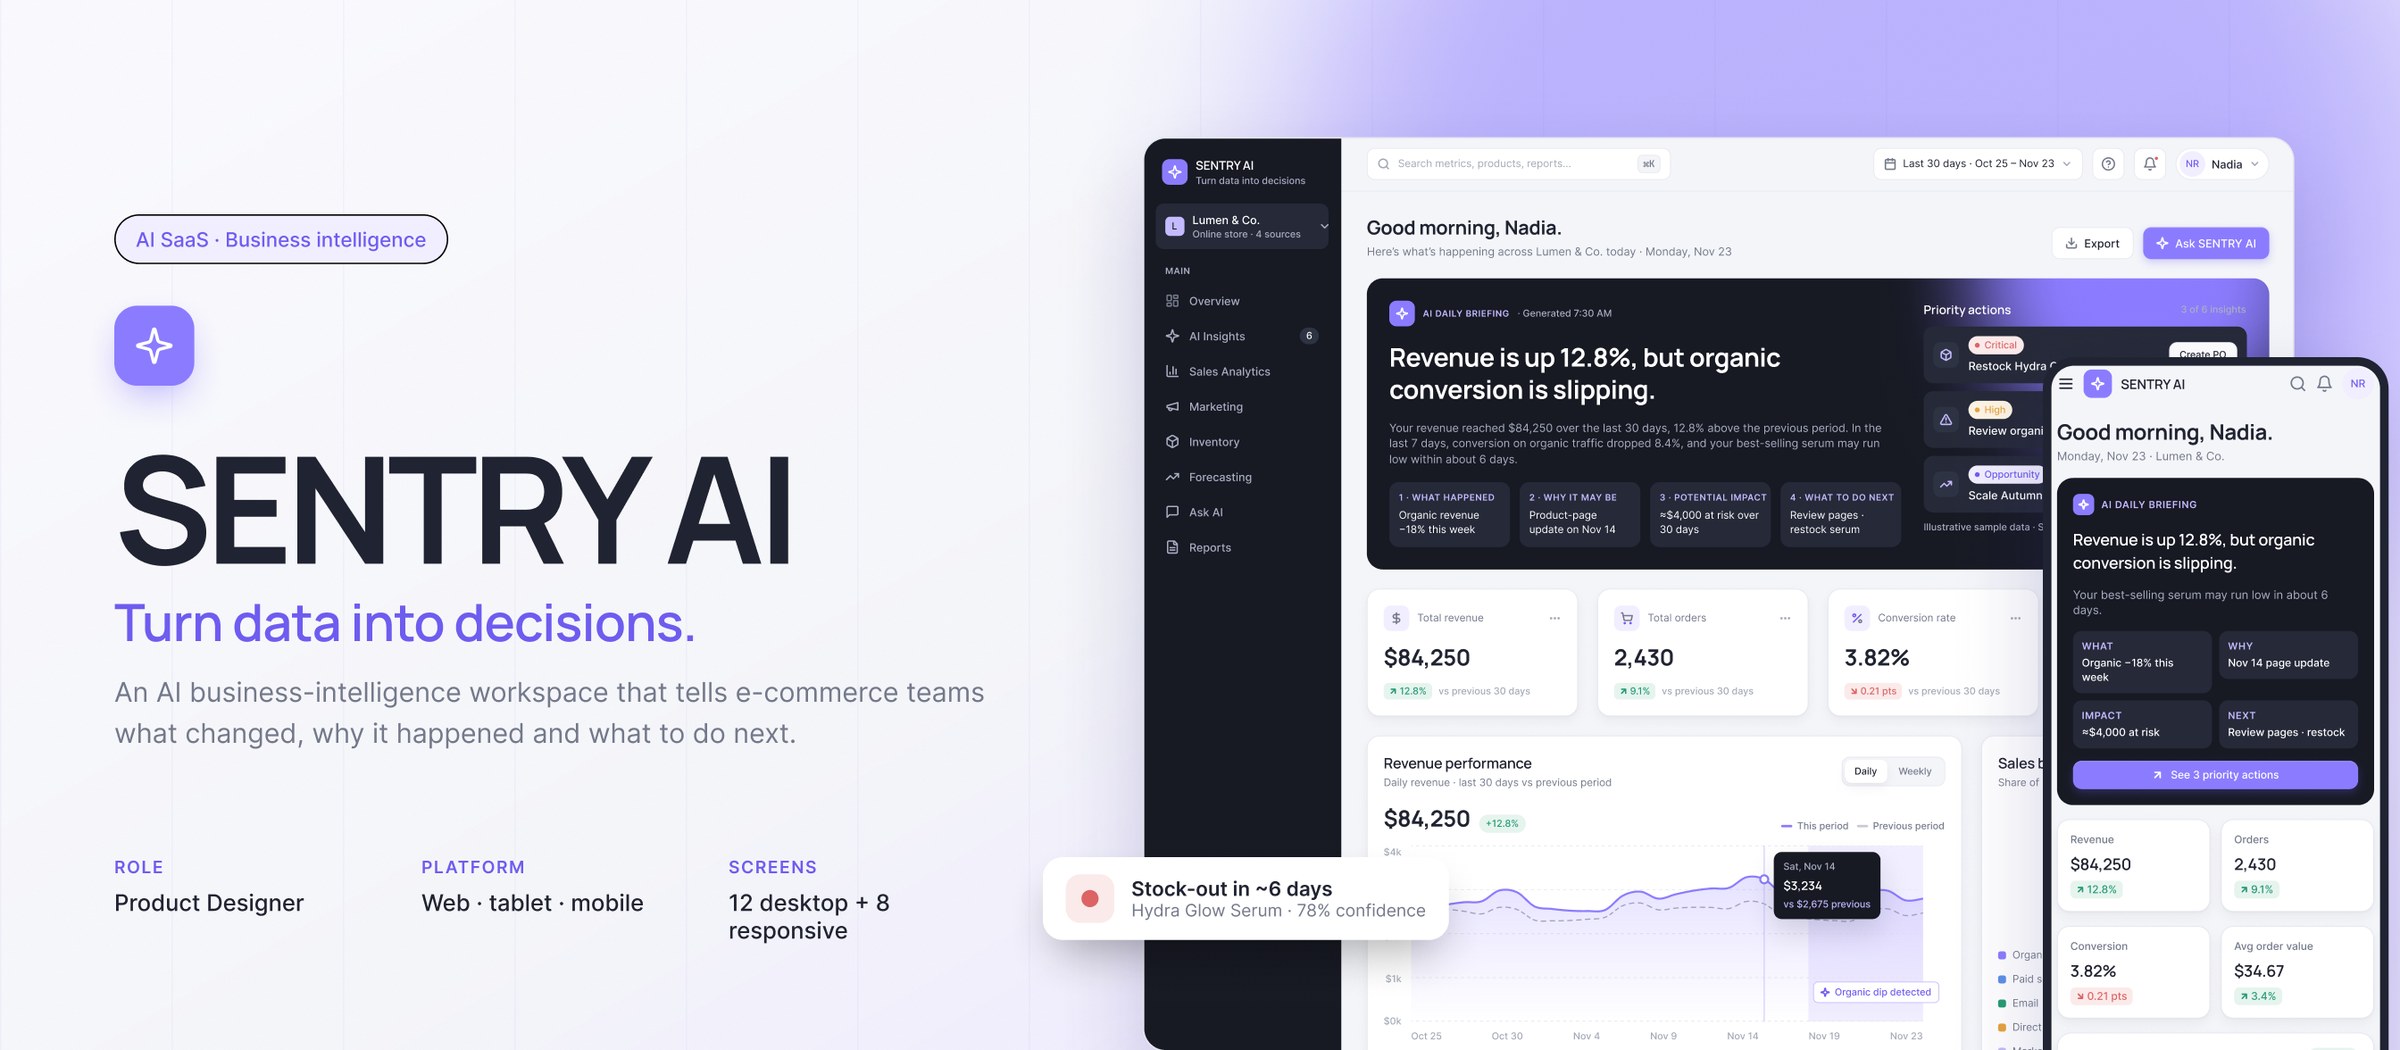 AI SaaS · Business intelligence
SENTRY AI
Turn data into decisions.
An AI business-intelligence workspace that tells e-commerce teams
what changed, why it happened and what to do next.
ROLE
Product Designer
PLATFORM
Web · tablet · mobile
SCREENS
12 desktop + 8
responsive
SENTRY AI
Turn data into decisions
L
Lumen & Co.
Online store · 4 sources
MAIN
Overview
AI Insights
6
Sales Analytics
Marketing
Inventory
Forecasting
Ask AI
Reports
Search metrics, products, reports...
⌘K
Last 30 days · Oct 25 – Nov 23
NR
Nadia
Good morning, Nadia.
Here's what's happening across Lumen & Co. today · Monday, Nov 23
Export
Ask SENTRY AI
AI DAILY BRIEFING · Generated 7:30 AM
Revenue is up 12.8%, but organic
conversion is slipping.
Your revenue reached $84,250 over the last 30 days, 12.8% above the previous period. In the
last 7 days, conversion on organic traffic dropped 8.4%, and your best-selling serum may run
low within about 6 days.
1 · WHAT HAPPENED
Organic revenue
−18% this week
2 · WHY IT MAY BE
Product-page
update on Nov 14
3 · POTENTIAL IMPACT
≈$4,000 at risk over
30 days
4 · WHAT TO DO NEXT
Review pages ·
restock serum
Priority actions
3 of 6 insights
Critical
Restock Hydra
Create PO
High
Review organi
Opportunity
Scale Autumn
Illustrative sample data · S
Total revenue
$84,250
12.8%
vs previous 30 days
Total orders
2,430
9.1%
vs previous 30 days
Conversion rate
3.82%
0.21 pts
vs previous 30 days
Revenue performance
Daily revenue · last 30 days vs previous period
Daily
Weekly
$84,250
+12.8%
This period
Previous period
$4k
$1k
$0k
Sat, Nov 14
$3,234
vs $2,675 previous
Organic dip detected
Oct 25
Oct 30
Nov 4
Nov 9
Nov 14
Nov 19
Nov 23
Stock-out in ~6 days
Hydra Glow Serum · 78% confidence
Sales b
Share of
Organ
Paid s
Email
Direct
SENTRY AI
NR
Good morning, Nadia.
Monday, Nov 23 · Lumen & Co.
AI DAILY BRIEFING
Revenue is up 12.8%, but organic
conversion is slipping.
Your best-selling serum may run low in about 6
days.
WHAT
Organic −18% this
week
WHY
Nov 14 page update
IMPACT
≈$4,000 at risk
NEXT
Review pages · restock
See 3 priority actions
Revenue
$84,250
12.8%
Orders
2,430
9.1%
Conversion
3.82%
0.21 pts
Avg order value
$34.67
3.4%